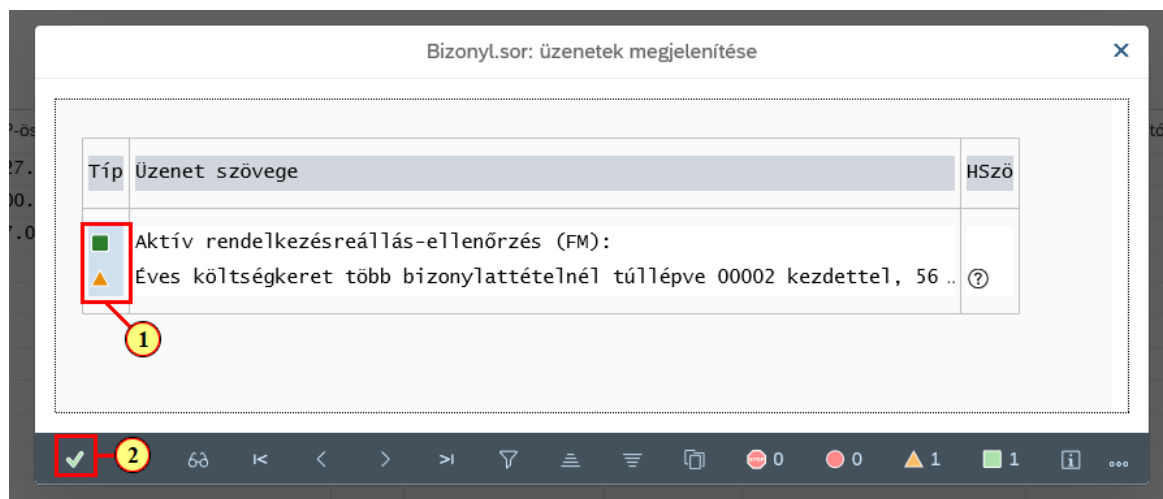 Bizonyl.sor: üzenetek megjelenítése
Típ Üzenet szövege HSzö
Aktív rendelkezésreállás-ellenőrzés (FM):
Éves költségkeret több bizonylattételnél túllépve 00002 kezdettel, 56 ..
1
2
STOP 0 0 1 1